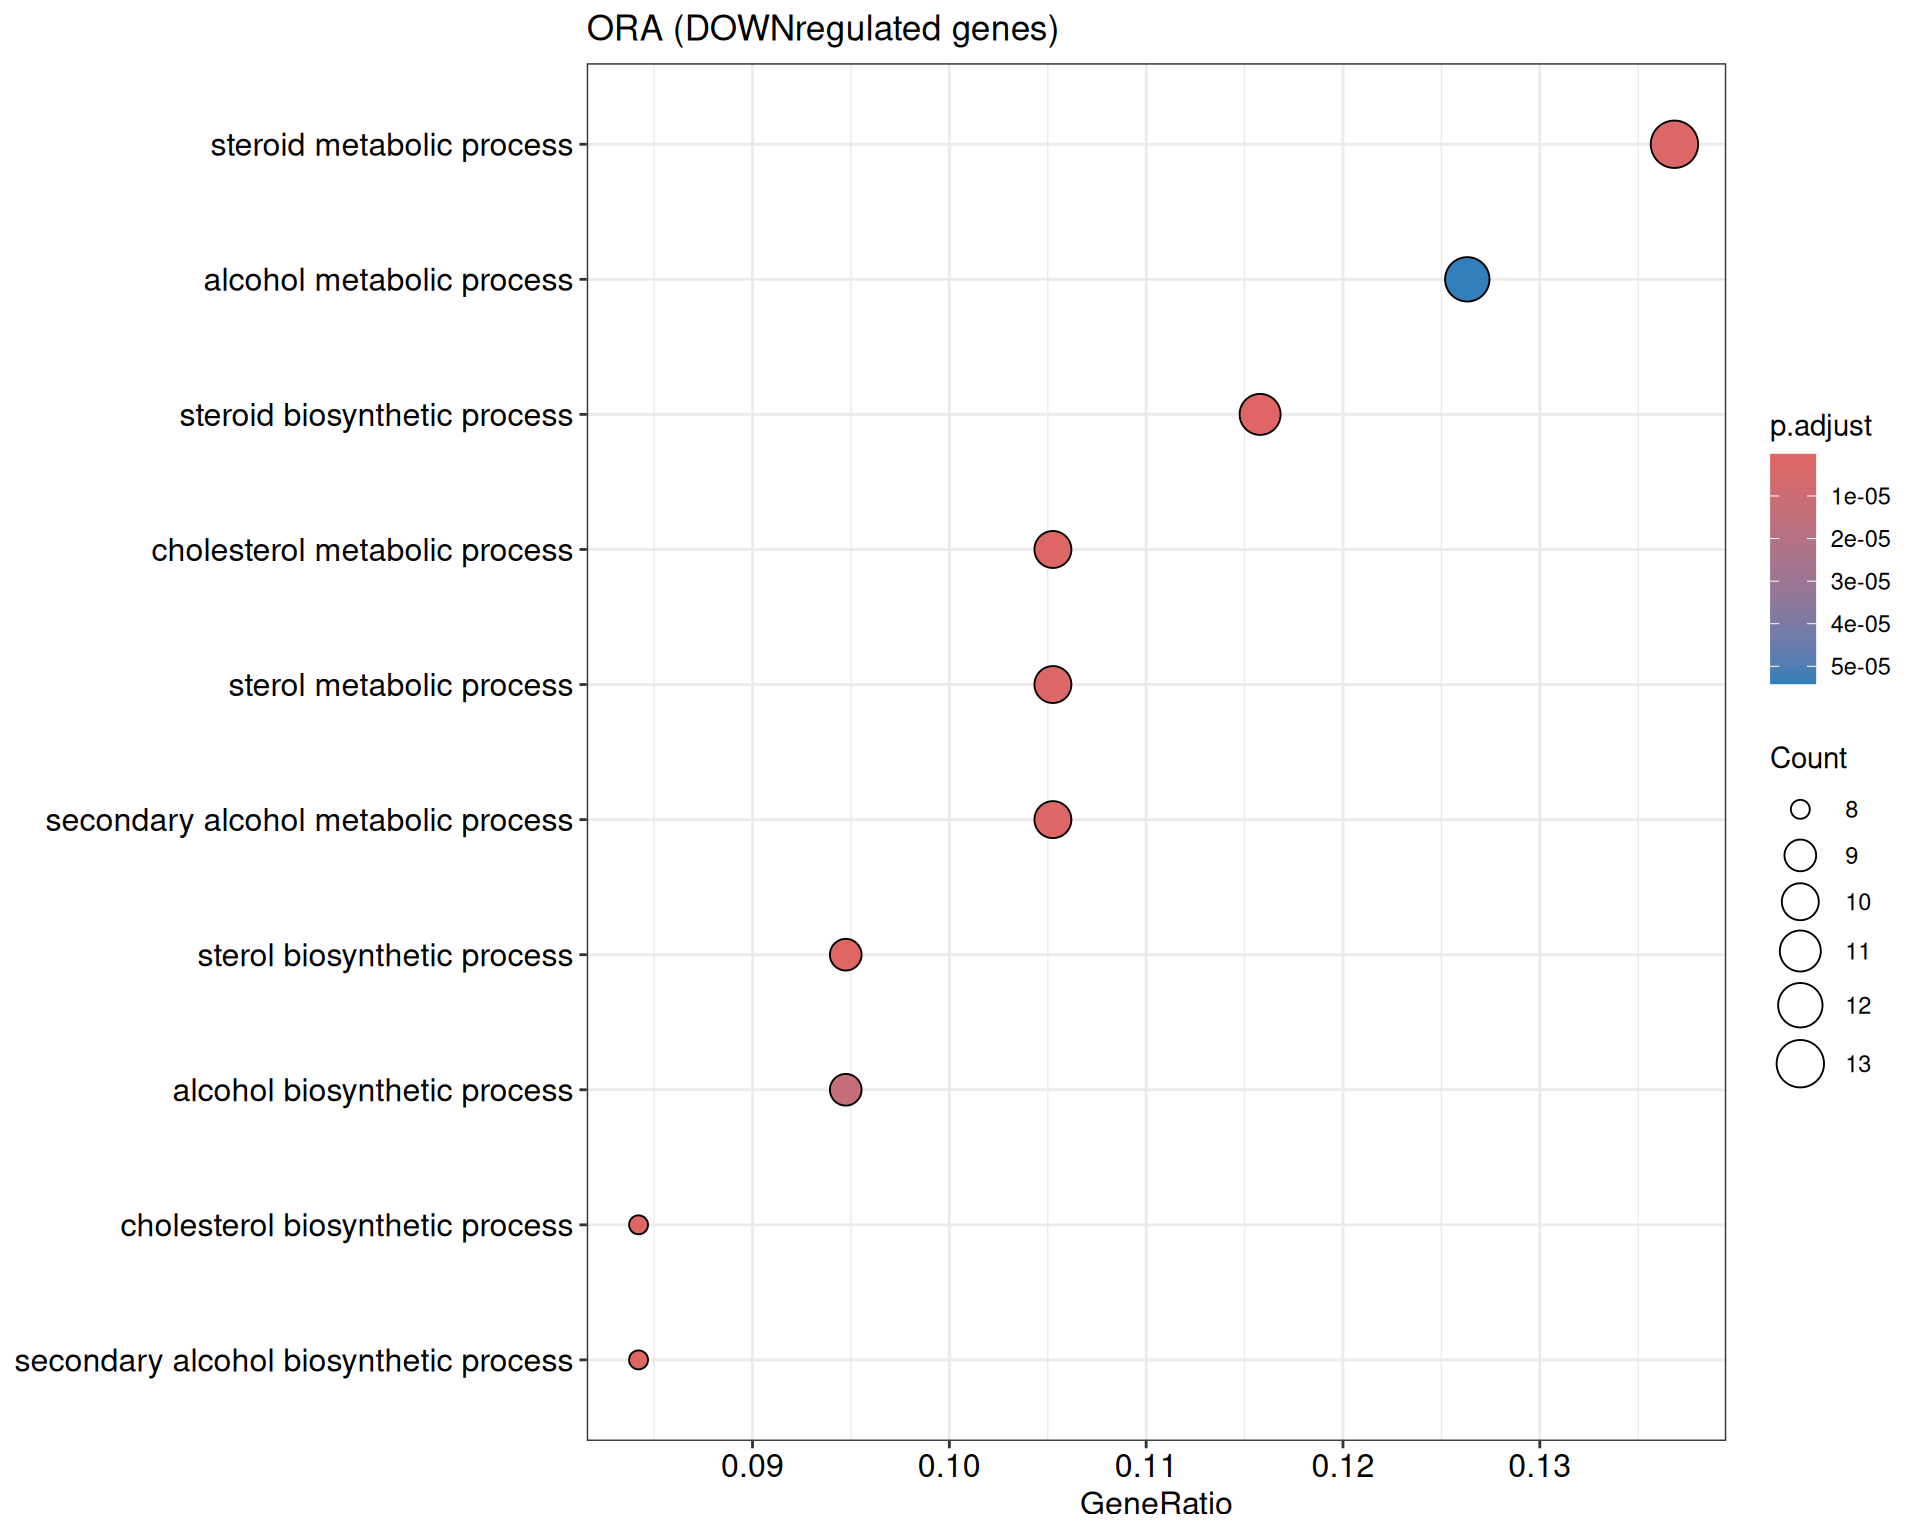 ORA (DOWNregulated genes)
steroid metabolic process
alcohol metabolic process
steroid biosynthetic process
cholesterol metabolic process
sterol metabolic process
secondary alcohol metabolic process
sterol biosynthetic process
alcohol biosynthetic process
cholesterol biosynthetic process
secondary alcohol biosynthetic process
0.09 0.10 0.11 0.12 0.13
GeneRatio
p.adjust
1e-05
2e-05
3e-05
4e-05
5e-05
Count
8
9
10
11
12
13